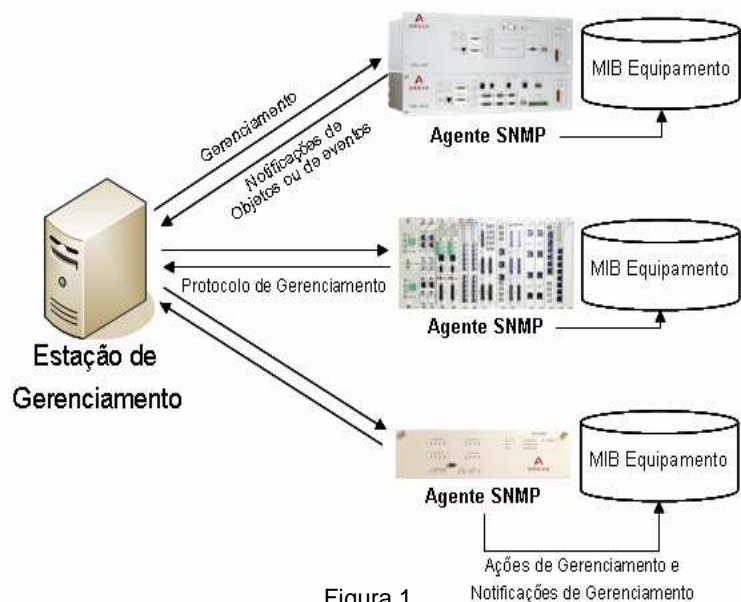 MIB Equipamento
Agente SNMP
Gerenciamento
Notificações de
Objetos ou de eventos
MIB Equipamento
Protocolo de Gerenciamento
Agente SNMP
Estação de
Gerenciamento
MIB Equipamento
Agente SNMP
Ações de Gerenciamento e
Notificações de Gerenciamento
Figura 1